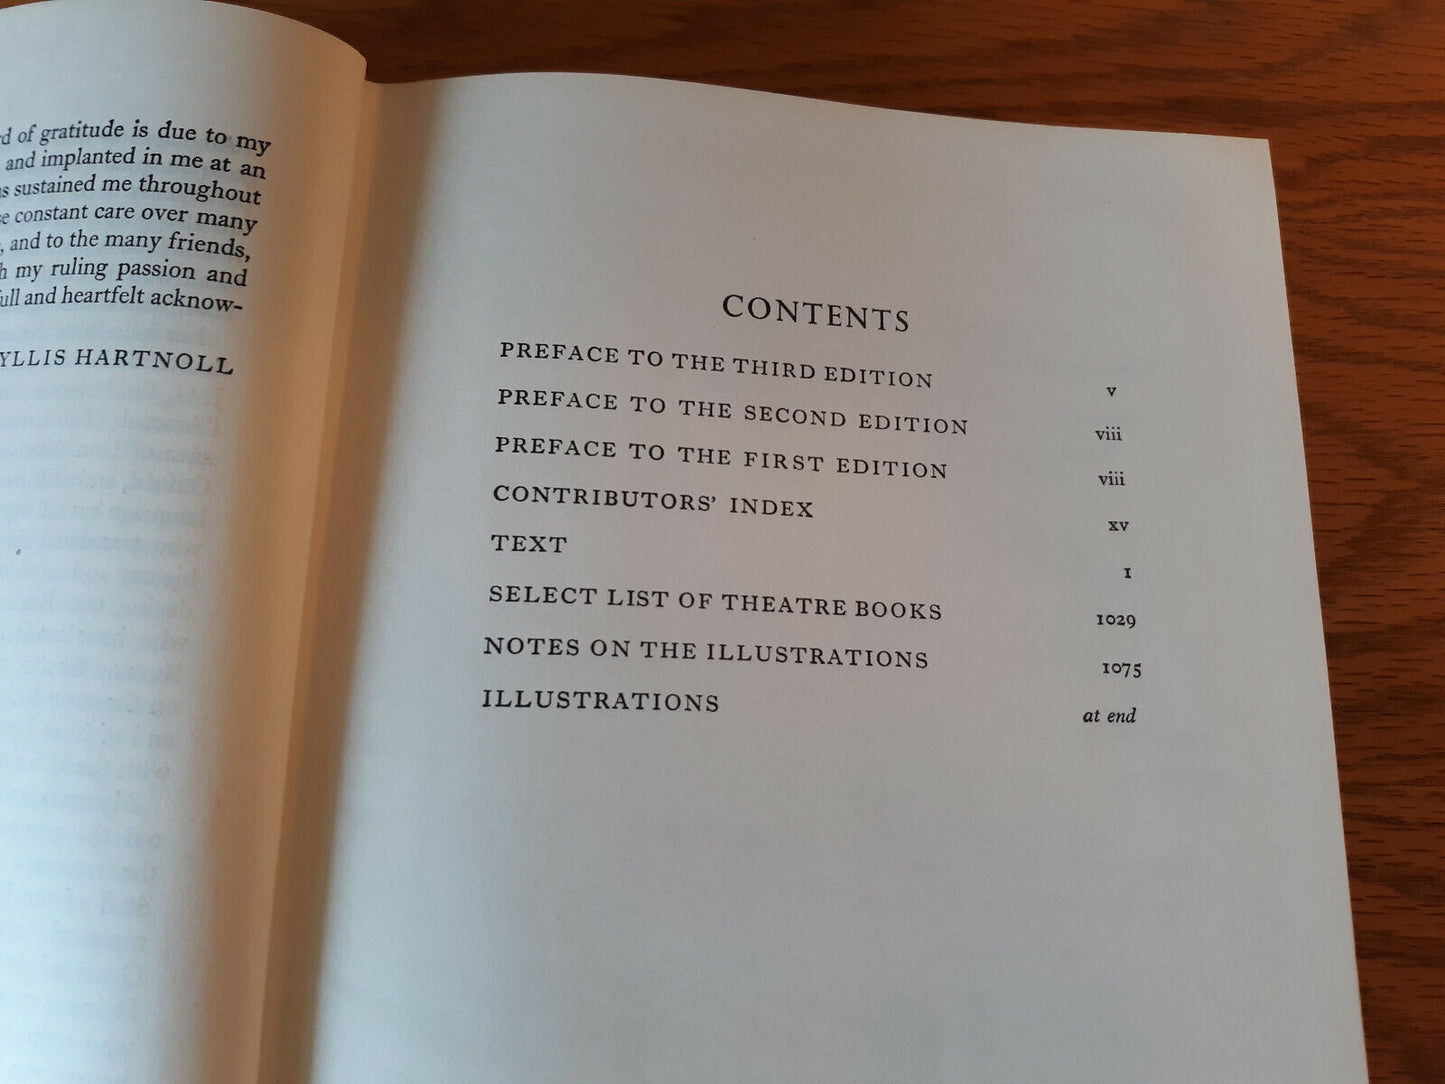 d of gratitude is due to my
and implanted in me at an
s sustained me throughout
e constant care over many
, and to the many friends,
h my ruling passion and
full and heartfelt acknow-
YLLIS HARTNOLL
CONTENTS
PREFACE TO THE THIRD EDITION v
PREFACE TO THE SECOND EDITION viii
PREFACE TO THE FIRST EDITION viii
CONTRIBUTORS' INDEX xv
TEXT 1
SELECT LIST OF THEATRE BOOKS 1029
NOTES ON THE ILLUSTRATIONS 1075
ILLUSTRATIONS at end